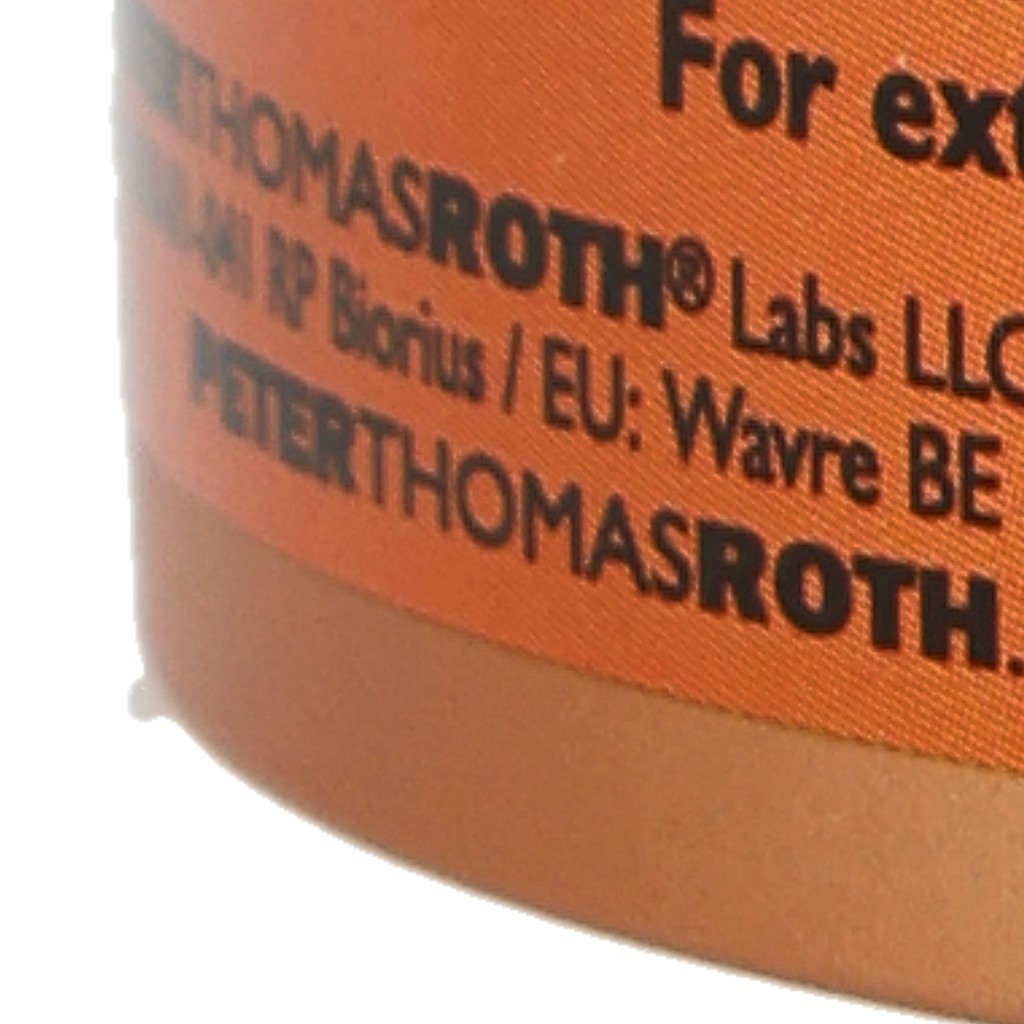 For ext
THOMASROTH® Labs LLC
RP Biorius / EU: Wavre BE
PETERTHOMASROTH.